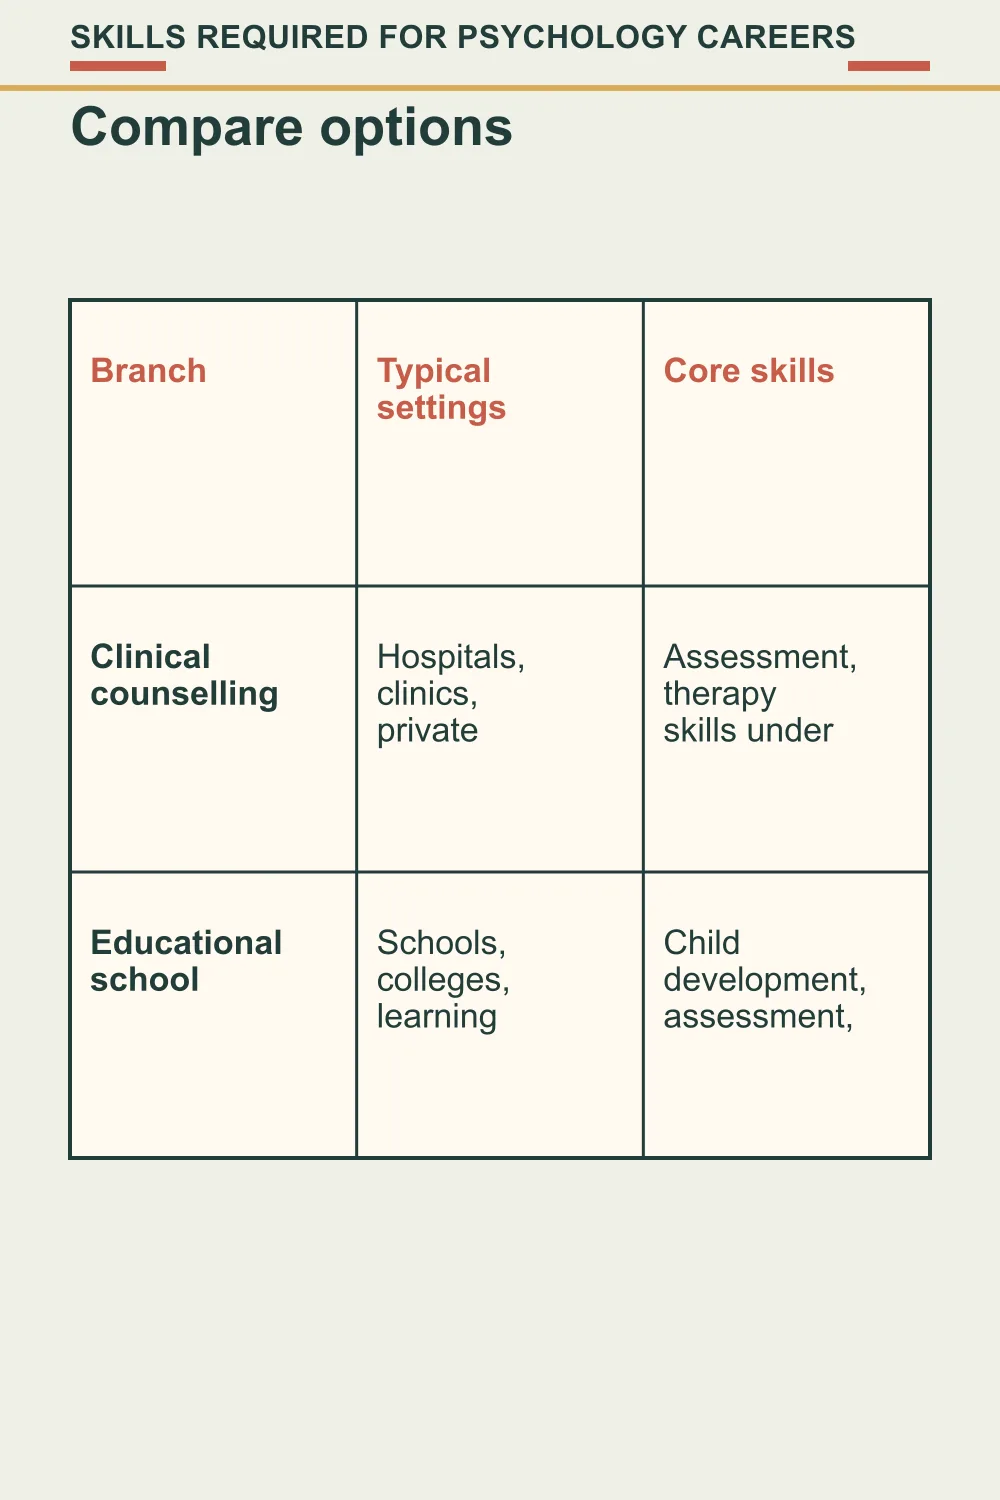 SKILLS REQUIRED FOR PSYCHOLOGY CAREERS
Compare options
Branch
Typical
settings
Core skills
Clinical
counselling
Hospitals,
clinics,
private
Assessment,
therapy
skills under
Educational
school
Schools,
colleges,
learning
Child
development,
assessment,